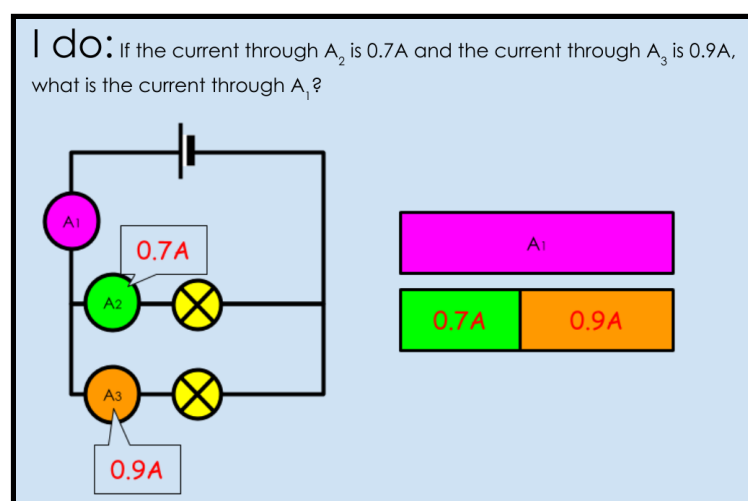 I do: If the current through A₂ is 0.7A and the current through A₃ is 0.9A,
what is the current through A₁?
A1
0.7A
A2
A3
0.9A
A1
0.7A 0.9A